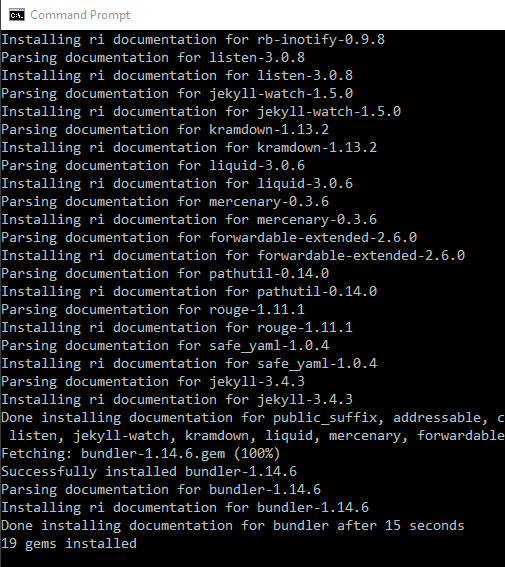 Command Prompt
Installing ri documentation for rb-inotify-0.9.8
Parsing documentation for listen-3.0.8
Installing ri documentation for listen-3.0.8
Parsing documentation for jekyll-watch-1.5.0
Installing ri documentation for jekyll-watch-1.5.0
Parsing documentation for kramdown-1.13.2
Installing ri documentation for kramdown-1.13.2
Parsing documentation for liquid-3.0.6
Installing ri documentation for liquid-3.0.6
Parsing documentation for mercenary-0.3.6
Installing ri documentation for mercenary-0.3.6
Parsing documentation for forwardable-extended-2.6.0
Installing ri documentation for forwardable-extended-2.6.0
Parsing documentation for pathutil-0.14.0
Installing ri documentation for pathutil-0.14.0
Parsing documentation for rouge-1.11.1
Installing ri documentation for rouge-1.11.1
Parsing documentation for safe_yaml-1.0.4
Installing ri documentation for safe_yaml-1.0.4
Parsing documentation for jekyll-3.4.3
Installing ri documentation for jekyll-3.4.3
Done installing documentation for public_suffix, addressable, c
listen, jekyll-watch, kramdown, liquid, mercenary, forwardable
Fetching: bundler-1.14.6.gem (100%)
Successfully installed bundler-1.14.6
Parsing documentation for bundler-1.14.6
Installing ri documentation for bundler-1.14.6
Done installing documentation for bundler after 15 seconds
19 gems installed